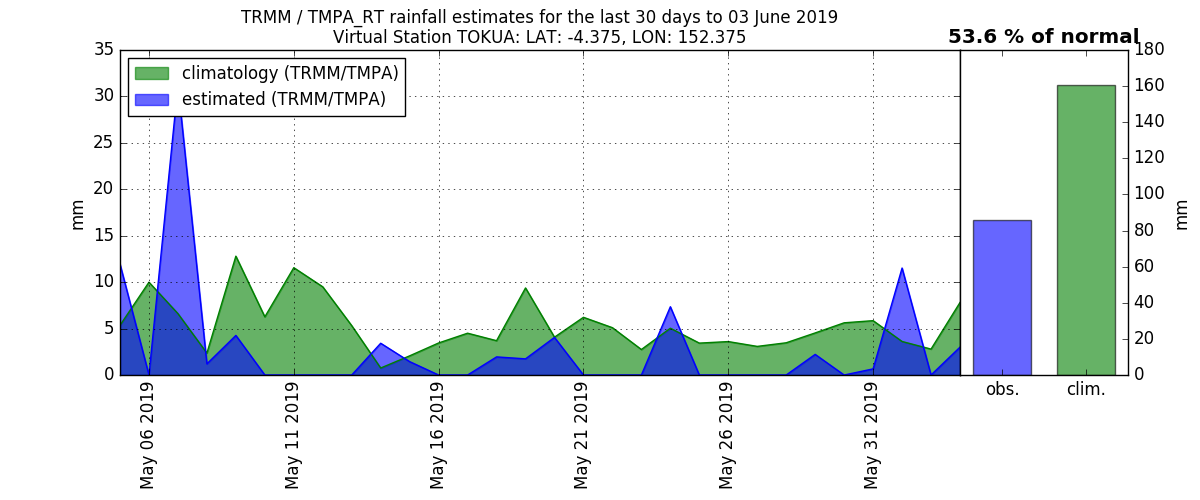 TRMM / TMPA_RT rainfall estimates for the last 30 days to 03 June 2019
Virtual Station TOKUA: LAT: -4.375, LON: 152.375
53.6 % of normal
climatology (TRMM/TMPA)
estimated (TRMM/TMPA)
mm
35
30
25
20
15
10
5
0
May 06 2019
May 11 2019
May 16 2019
May 21 2019
May 26 2019
May 31 2019
180
160
140
120
100
80
60
40
20
0
mm
obs.
clim.